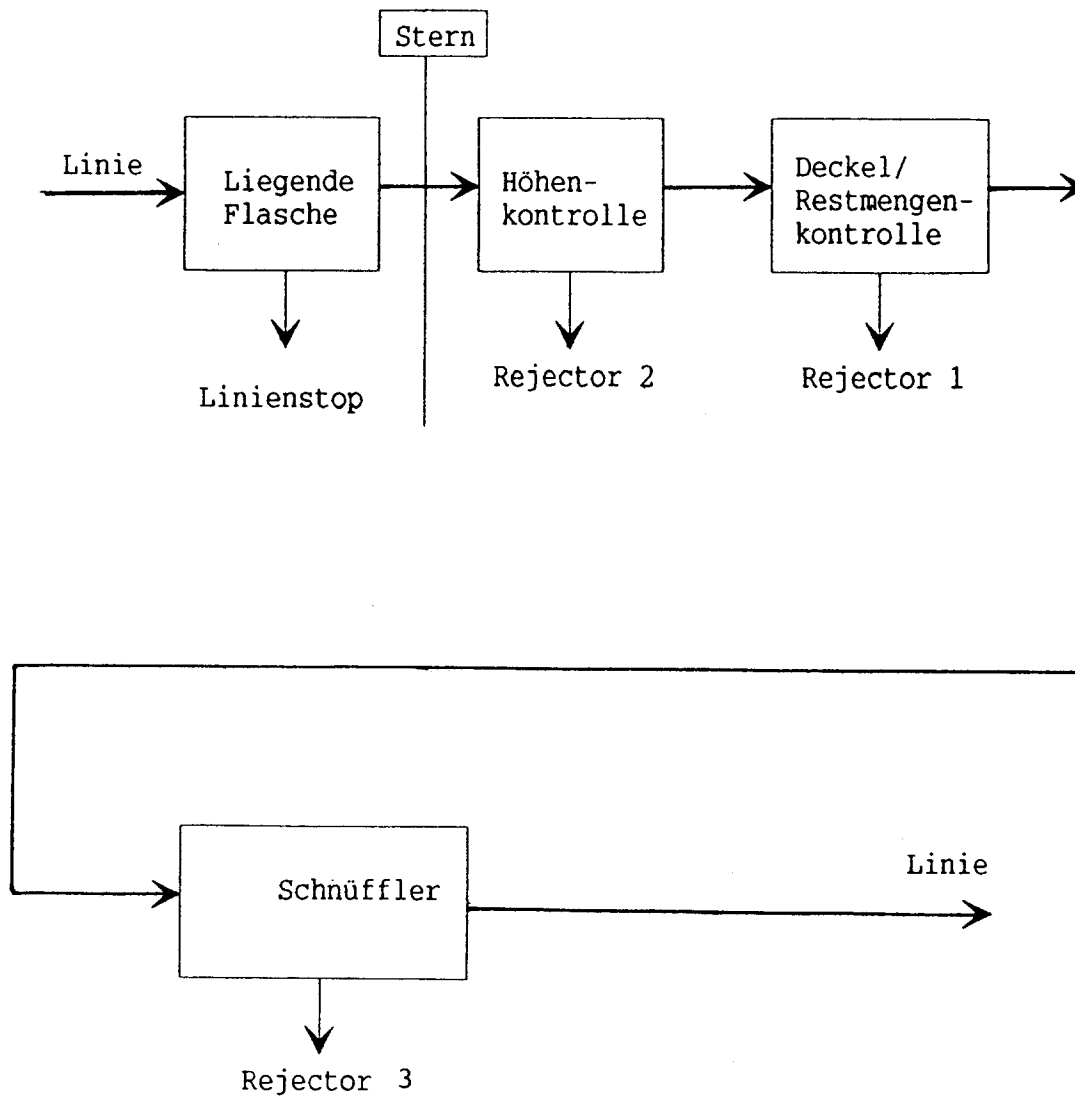 Stern
Linie
Liegende
Flasche
Höhen-
kontrolle
Deckel/
Restmengen-
kontrolle
Linienstop
Rejector 2
Rejector 1
Schnüffler
Linie
Rejector 3